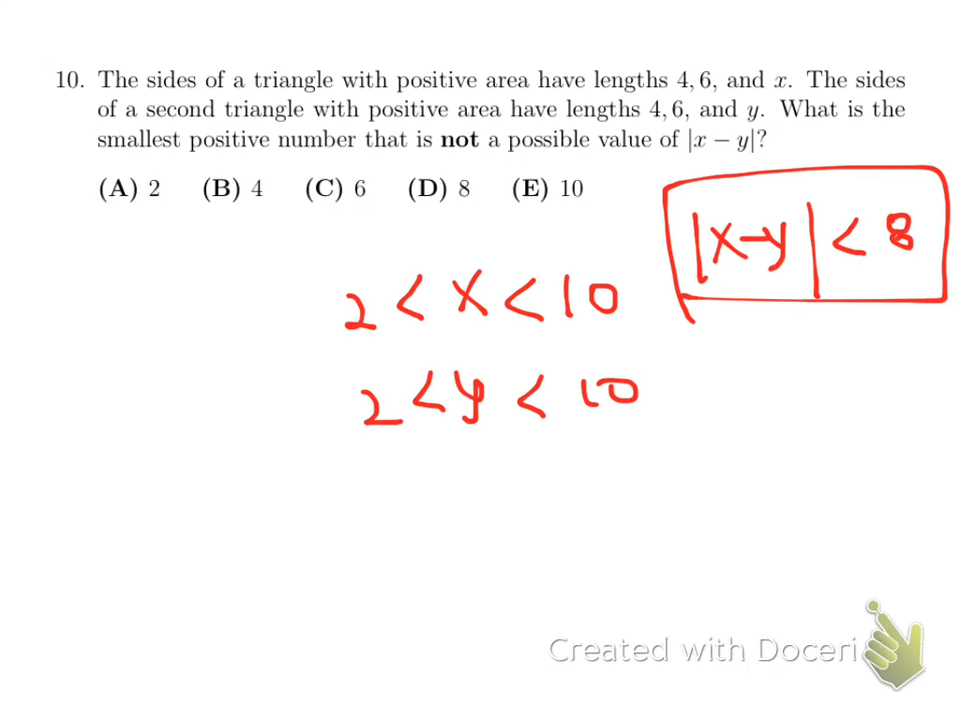 10. The sides of a triangle with positive area have lengths 4, 6, and x. The sides
of a second triangle with positive area have lengths 4, 6, and y. What is the
smallest positive number that is not a possible value of |x − y|?
(A) 2 (B) 4 (C) 6 (D) 8 (E) 10
|x-y| < 8
2 < x < 10
2 < y < 10
Created with Doceri